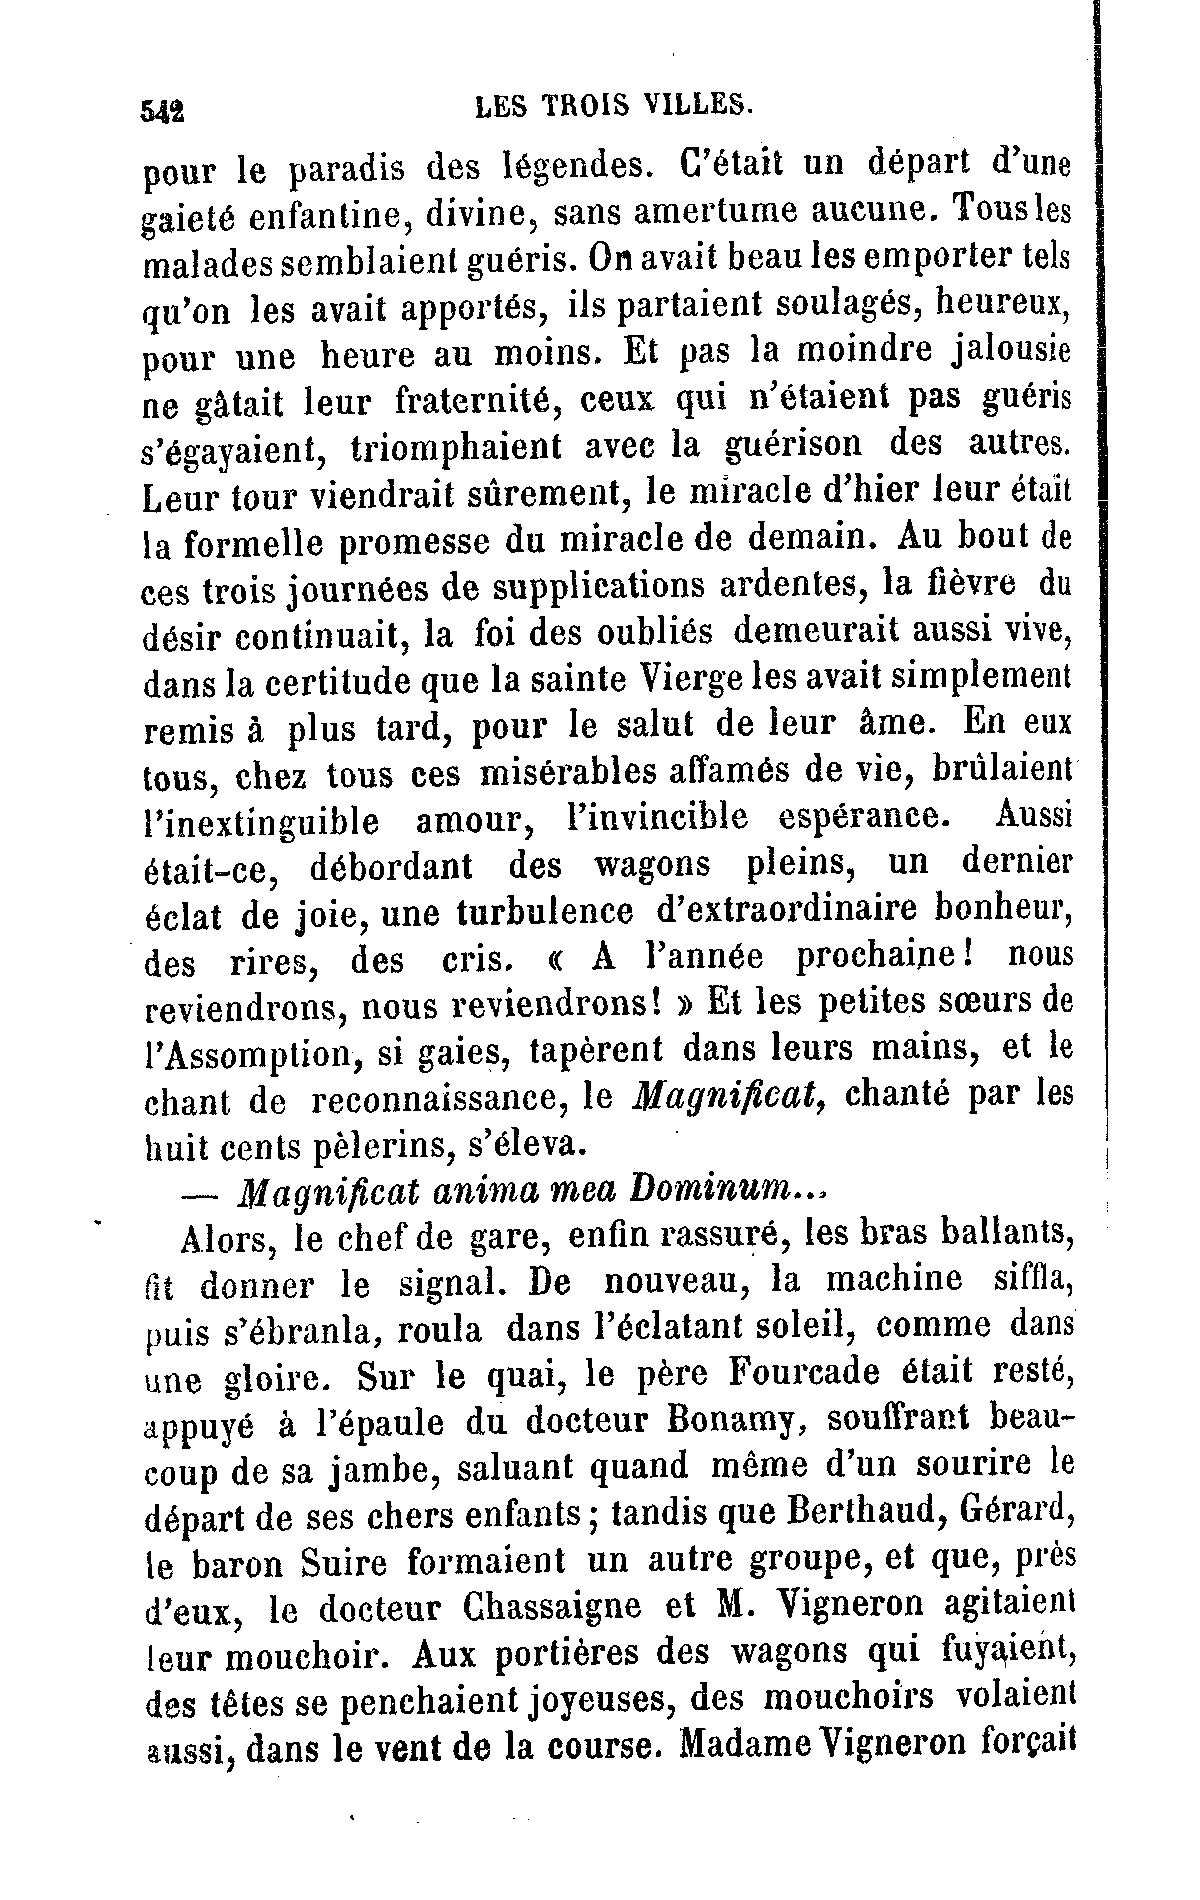 542 LES TROIS VILLES.
pour le paradis des légendes. C'était un départ d'une
gaieté enfantine, divine, sans amertume aucune. Tous les
malades semblaient guéris. On avait beau les emporter tels
qu'on les avait apportés, ils partaient soulagés, heureux,
pour une heure au moins. Et pas la moindre jalousie
ne gâtait leur fraternité, ceux qui n'étaient pas guéris
s'égayaient, triomphaient avec la guérison des autres.
Leur tour viendrait sûrement, le miracle d'hier leur était
la formelle promesse du miracle de demain. Au bout de
ces trois journées de supplications ardentes, la fièvre du
désir continuait, la foi des oubliés demeurait aussi vive,
dans la certitude que la sainte Vierge les avait simplement
remis à plus tard, pour le salut de leur âme. En eux
tous, chez tous ces misérables affamés de vie, brûlaient
l'inextinguible amour, l'invincible espérance. Aussi
était-ce, débordant des wagons pleins, un dernier
éclat de joie, une turbulence d'extraordinaire bonheur,
des rires, des cris. « A l'année prochaine! nous
reviendrons, nous reviendrons! » Et les petites sœurs de
l'Assomption, si gaies, tapèrent dans leurs mains, et le
chant de reconnaissance, le Magnificat, chanté par les
huit cents pèlerins, s'éleva.
— Magnificat anima mea Dominum...
Alors, le chef de gare, enfin rassuré, les bras ballants,
fit donner le signal. De nouveau, la machine siffla,
puis s'ébranla, roula dans l'éclatant soleil, comme dans
une gloire. Sur le quai, le père Fourcade était resté,
appuyé à l'épaule du docteur Bonamy, souffrant beau-
coup de sa jambe, saluant quand même d'un sourire le
départ de ses chers enfants; tandis que Berthaud, Gérard,
le baron Suire formaient un autre groupe, et que, près
d'eux, le docteur Chassaigne et M. Vigneron agitaient
leur mouchoir. Aux portières des wagons qui fuyaient,
des têtes se penchaient joyeuses, des mouchoirs volaient
aussi, dans le vent de la course. Madame Vigneron forçait